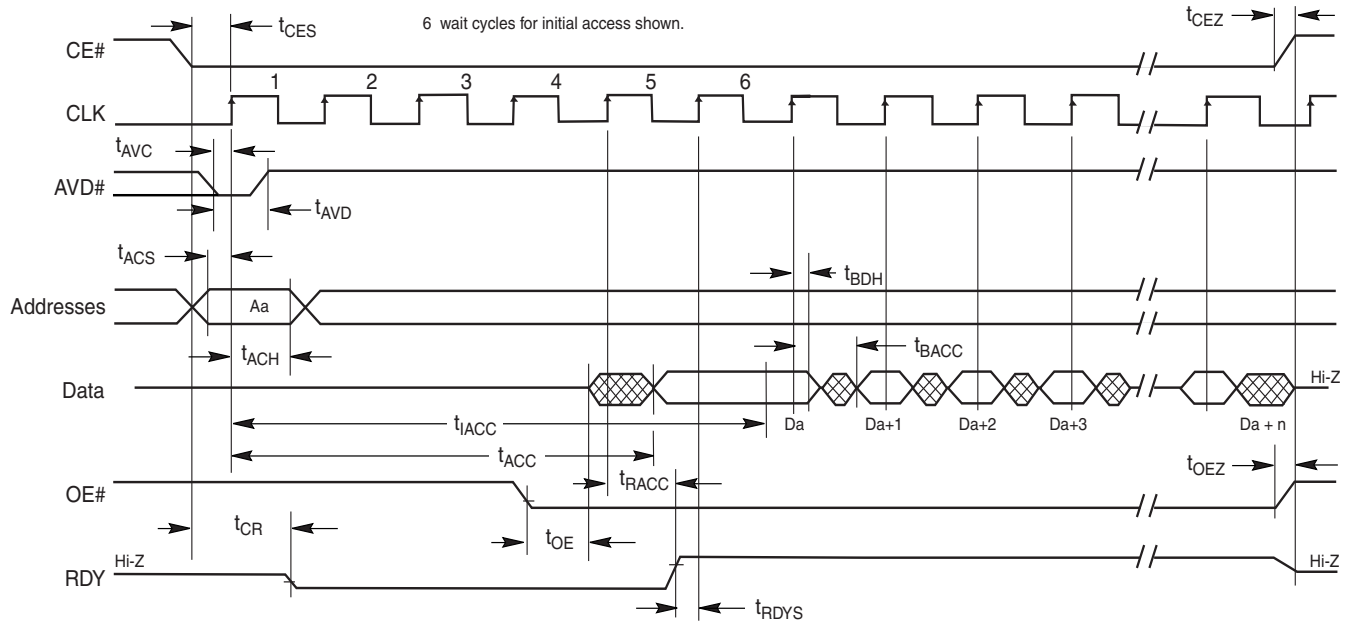 6 wait cycles for initial access shown.
tCES
tCEZ
CE#
1 2 3 4 5 6
CLK
tAVC
AVD#
tAVD
tACS
tBDH
Addresses
Aa
tACH
tBACC
Data
Hi-Z
tIACC
Da Da+1 Da+2 Da+3 Da + n
tACC
tOEZ
tRACC
OE#
tCR
tOE
Hi-Z
Hi-Z
RDY
tRDYS